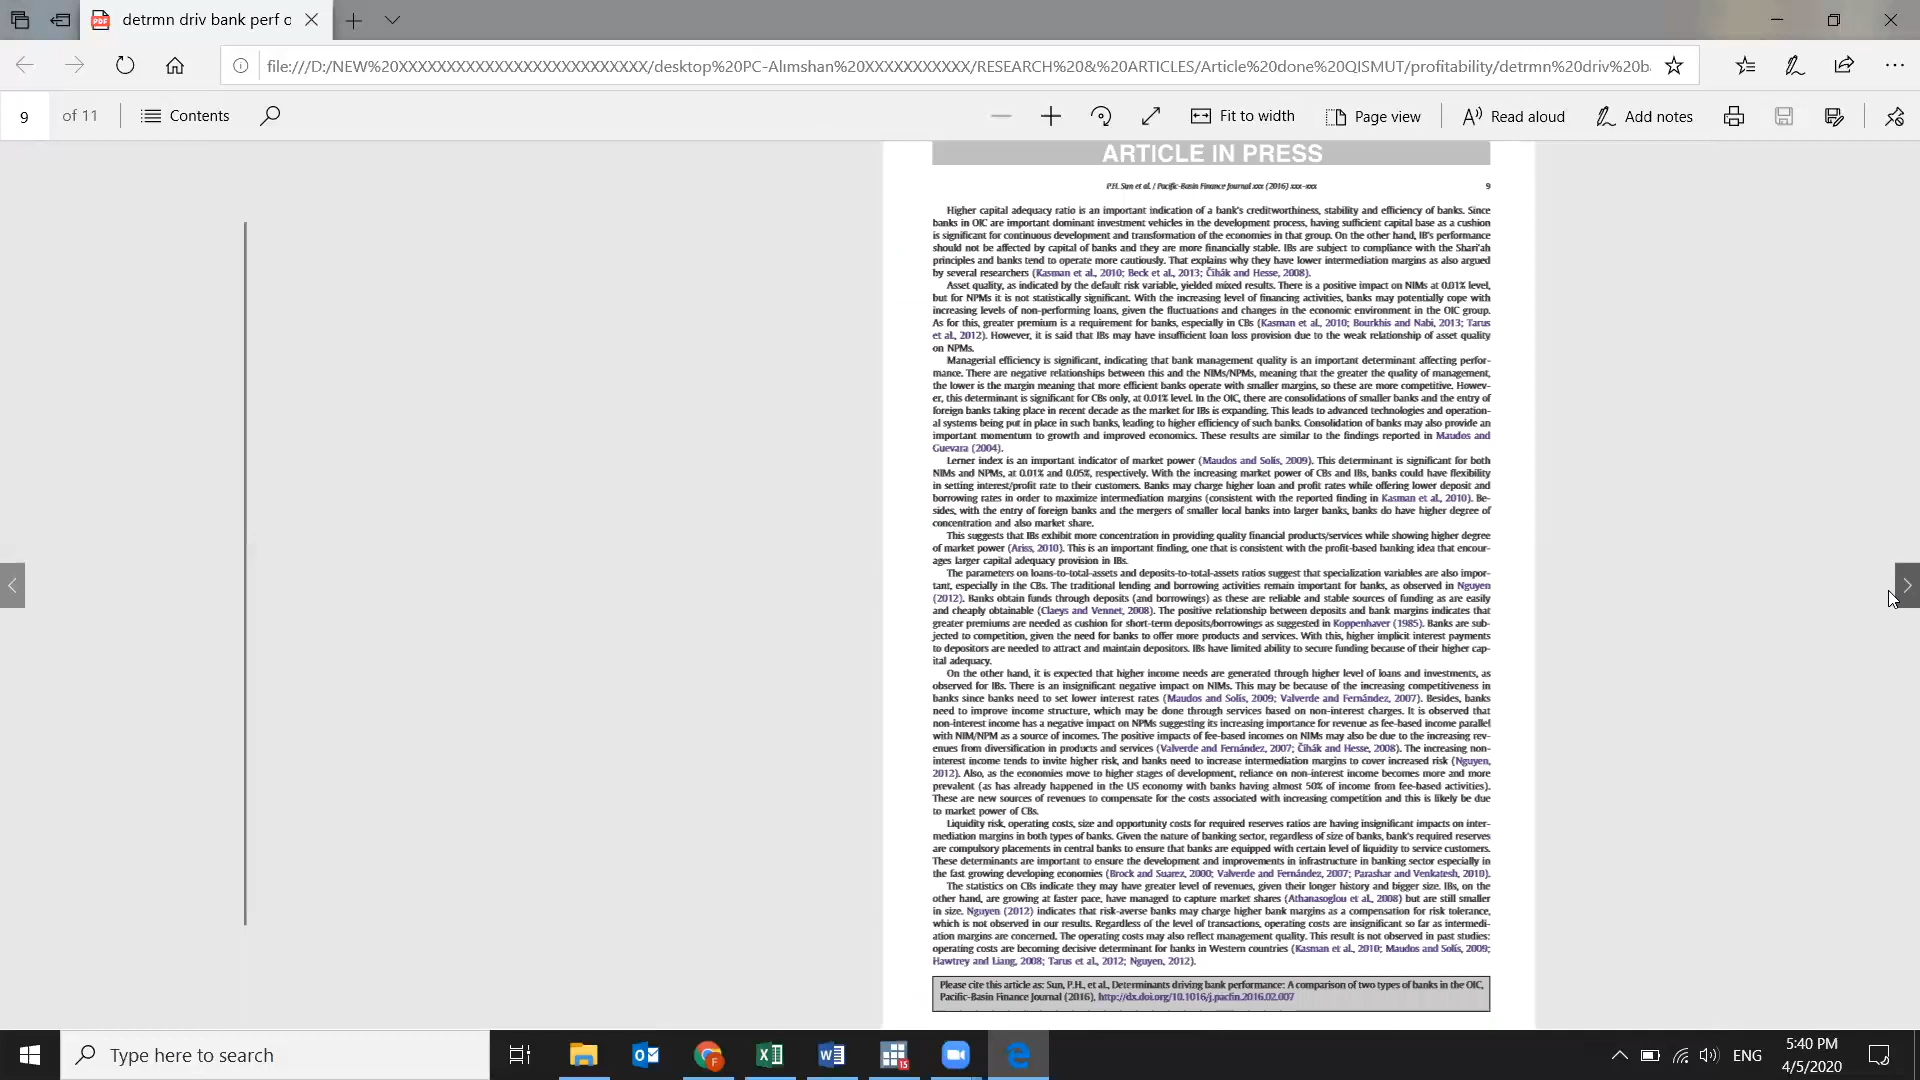 detrmn driv bank perf o
file:///D:/NEW%20XXXXXXXXXXXXXXXXXXXXXXXXXX/desktop%20PC-Alımshan%20XXXXXXXXXXX/RESEARCH%20&%20ARTICLES/Article%20done%20QISMUT/profitability/detrmn%20driv%20b
9 of 11 Contents Fit to width Page view Read aloud Add notes
ARTICLE IN PRESS
P.H. Sun et al. / Pacific-Basin Finance Journal xxx (2016) xxx–xxx 9
Higher capital adequacy ratio is an important indication of a bank's creditworthiness, stability and efficiency of banks. Since
banks in OIC are important dominant investment vehicles in the development process, having sufficient capital base as a cushion
is significant for continuous development and transformation of the economies in that group. On the other hand, IB's performance
should not be affected by capital of banks and they are more financially stable. IBs are subject to compliance with the Shari'ah
principles and banks tend to operate more cautiously. That explains why they have lower intermediation margins as also argued
by several researchers (Kasman et al., 2010; Beck et al., 2013; Čihák and Hesse, 2008).
Asset quality, as indicated by the default risk variable, yielded mixed results. There is a positive impact on NIMs at 0.01% level,
but for NPMs it is not statistically significant. With the increasing level of financing activities, banks may potentially cope with
increasing levels of non-performing loans, given the fluctuations and changes in the economic environment in the OIC group.
As for this, greater premium is a requirement for banks, especially in CBs (Kasman et al., 2010; Bourkhis and Nabi, 2013; Tarus
et al., 2012). However, it is said that IBs may have insufficient loan loss provision due to the weak relationship of asset quality
on NPMs.
Managerial efficiency is significant, indicating that bank management quality is an important determinant affecting perfor-
mance. There are negative relationships between this and the NIMs/NPMs, meaning that the greater the quality of management,
the lower is the margin meaning that more efficient banks operate with smaller margins, so these are more competitive. Howev-
er, this determinant is significant for CBs only, at 0.01% level. In the OIC, there are consolidations of smaller banks and the entry of
foreign banks taking place in recent decade as the market for IBs is expanding. This leads to advanced technologies and operation-
al systems being put in place in such banks, leading to higher efficiency of such banks. Consolidation of banks may also provide an
important momentum to growth and improved economics. These results are similar to the findings reported in Maudos and
Guevara (2004).
Lerner index is an important indicator of market power (Maudos and Solís, 2009). This determinant is significant for both
NIMs and NPMs, at 0.01% and 0.05%, respectively. With the increasing market power of CBs and IBs, banks could have flexibility
in setting interest/profit rate to their customers. Banks may charge higher loan and profit rates while offering lower deposit and
borrowing rates in order to maximize intermediation margins (consistent with the reported finding in Kasman et al., 2010). Be-
sides, with the entry of foreign banks and the mergers of smaller local banks into larger banks, banks do have higher degree of
concentration and also market share.
This suggests that IBs exhibit more concentration in providing quality financial products/services while showing higher degree
of market power (Ariss, 2010). This is an important finding, one that is consistent with the profit-based banking idea that encour-
ages larger capital adequacy provision in IBs.
The parameters on loans-to-total-assets and deposits-to-total-assets ratios suggest that specialization variables are also impor-
tant, especially in the CBs. The traditional lending and borrowing activities remain important for banks, as observed in Nguyen
(2012). Banks obtain funds through deposits (and borrowings) as these are reliable and stable sources of funding as are easily
and cheaply obtainable (Claeys and Vennet, 2008). The positive relationship between deposits and bank margins indicates that
greater premiums are needed as cushion for short-term deposits/borrowings as suggested in Koppenhaver (1985). Banks are sub-
jected to competition, given the need for banks to offer more products and services. With this, higher implicit interest payments
to depositors are needed to attract and maintain depositors. IBs have limited ability to secure funding because of their higher cap-
ital adequacy.
On the other hand, it is expected that higher income needs are generated through higher level of loans and investments, as
observed for IBs. There is an insignificant negative impact on NIMs. This may be because of the increasing competitiveness in
banks since banks need to set lower interest rates (Maudos and Solís, 2009; Valverde and Fernández, 2007). Besides, banks
need to improve income structure, which may be done through services based on non-interest charges. It is observed that
non-interest income has a negative impact on NPMs suggesting its increasing importance for revenue as fee-based income parallel
with NIM/NPM as a source of incomes. The positive impacts of fee-based incomes on NIMs may also be due to the increasing rev-
enues from diversification in products and services (Valverde and Fernández, 2007; Čihák and Hesse, 2008). The increasing non-
interest income tends to invite higher risk, and banks need to increase intermediation margins to cover increased risk (Nguyen,
2012). Also, as the economies move to higher stages of development, reliance on non-interest income becomes more and more
prevalent (as has already happened in the US economy with banks having almost 50% of income from fee-based activities).
These are new sources of revenues to compensate for the costs associated with increasing competition and this is likely be due
to market power of CBs.
Liquidity risk, operating costs, size and opportunity costs for required reserves ratios are having insignificant impacts on inter-
mediation margins in both types of banks. Given the nature of banking sector, regardless of size of banks, bank's required reserves
are compulsory placements in central banks to ensure that banks are equipped with certain level of liquidity to service customers.
These determinants are important to ensure the development and improvements in infrastructure in banking sector especially in
the fast growing developing economies (Brock and Suarez, 2000; Valverde and Fernández, 2007; Parashar and Venkatesh, 2010).
The statistics on CBs indicate they may have greater level of revenues, given their longer history and bigger size. IBs, on the
other hand, are growing at faster pace, have managed to capture market shares (Athanasoglou et al., 2008) but are still smaller
in size. Nguyen (2012) indicates that risk-averse banks may charge higher bank margins as a compensation for risk tolerance,
which is not observed in our results. Regardless of the level of transactions, operating costs are insignificant so far as intermedi-
ation margins are concerned. The operating costs may also reflect management quality. This result is not observed in past studies:
operating costs are becoming decisive determinant for banks in Western countries (Kasman et al., 2010; Maudos and Solís, 2009;
Hawtrey and Liang, 2008; Tarus et al., 2012; Nguyen, 2012).
Please cite this article as: Sun, P.H., et al., Determinants driving bank performance: A comparison of two types of banks in the OIC,
Pacific-Basin Finance Journal (2016), http://dx.doi.org/10.1016/j.pacfin.2016.02.007
Type here to search
15
ENG
5:40 PM
4/5/2020